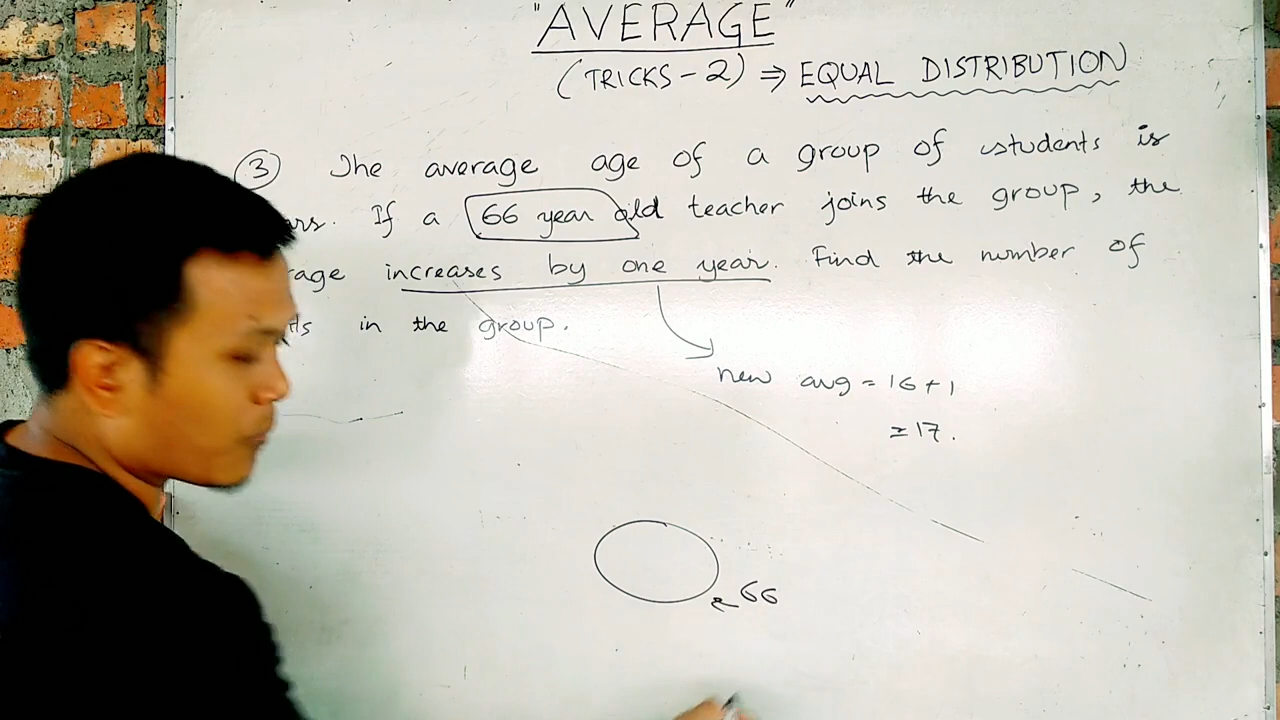 "AVERAGE"
(TRICKS-2) ⇒ EQUAL DISTRIBUTION
3 The average age of a group of students is
If a 66 year old teacher joins the group, the
increases by one year. Find the number of
in the group.
new avg = 16+1
= 17.
66